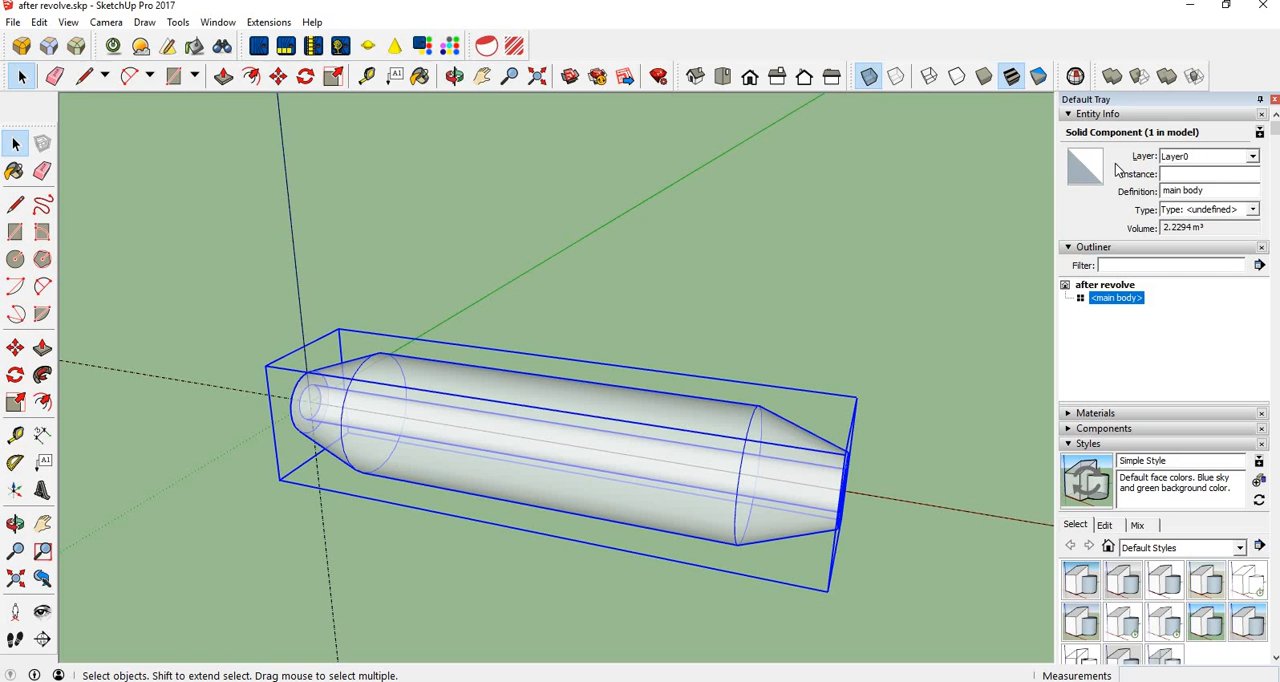 after revolve.skp - SketchUp Pro 2017
File Edit View Camera Draw Tools Window Extensions Help
A1
Default Tray
Entity Info
Solid Component (1 in model)
Layer: Layer0
Instance:
Definition: main body
Type: Type: <undefined>
Volume: 2.2294 m³
Outliner
Filter:
after revolve
<main body>
Materials
Components
Styles
Simple Style
Default face colors. Blue sky
and green background color.
Select Edit Mix
Default Styles
A1
Select objects. Shift to extend select. Drag mouse to select multiple.
Measurements